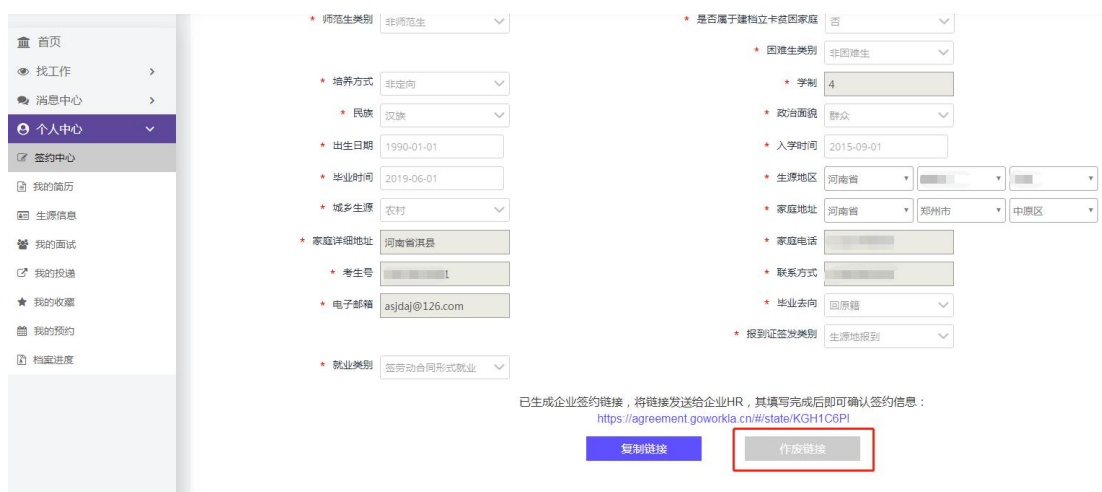 首页
找工作
消息中心
个人中心
签约中心
我的简历
生源信息
我的面试
我的投递
我的收藏
我的预约
档案进度
* 师范生类别 非师范生
* 是否属于建档立卡贫困家庭 否
* 困难生类别 非困难生
* 培养方式 非定向
* 学制 4
* 民族 汉族
* 政治面貌 群众
* 出生日期 1990-01-01
* 入学时间 2015-09-01
* 毕业时间 2019-06-01
* 生源地区 河南省
* 城乡生源 农村
* 家庭地址 河南省 郑州市 中原区
* 家庭详细地址 河南省淇县
* 家庭电话
* 考生号 1
* 联系方式
* 电子邮箱 asjdaj@126.com
* 毕业去向 回原籍
* 报到证签发类别 生源地报到
* 就业类别 签劳动合同形式就业
已生成企业签约链接，将链接发送给企业HR，其填写完成后即可确认签约信息：
https://agreement.goworkla.cn/#/state/KGH1C6PI
复制链接 作废链接